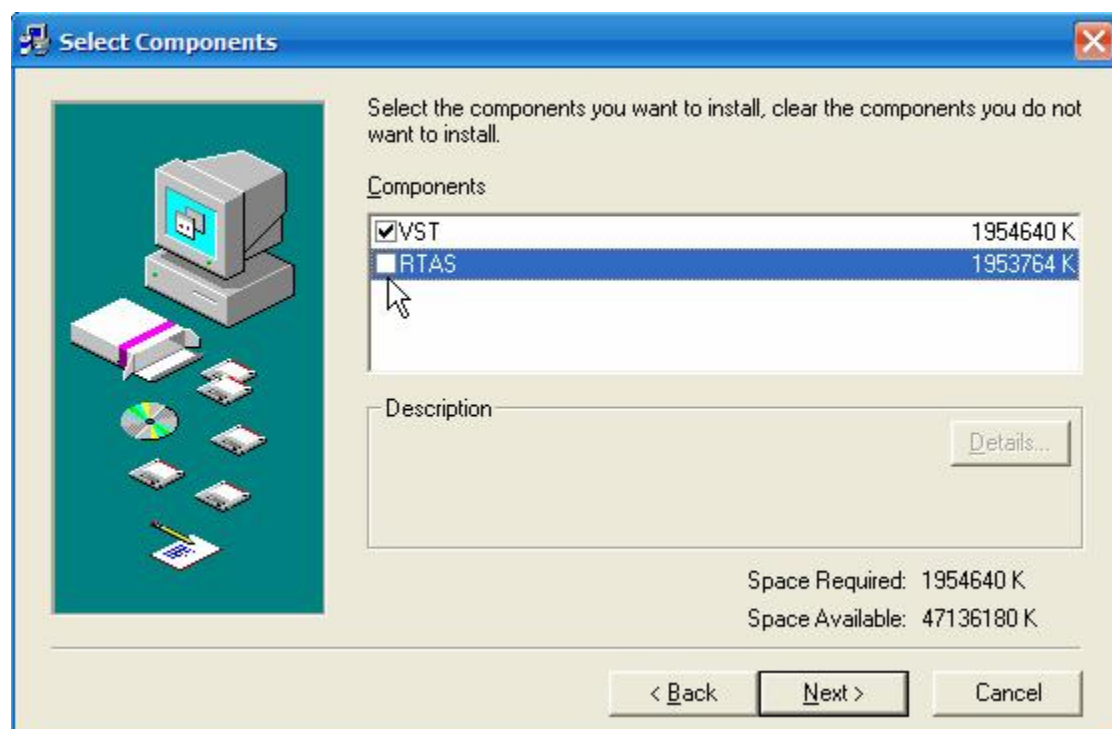 Select Components
Select the components you want to install, clear the components you do not
want to install.
Components
VST 1954640 K
RTAS 1953764 K
Description
Details...
Space Required: 1954640 K
Space Available: 47136180 K
< Back Next > Cancel